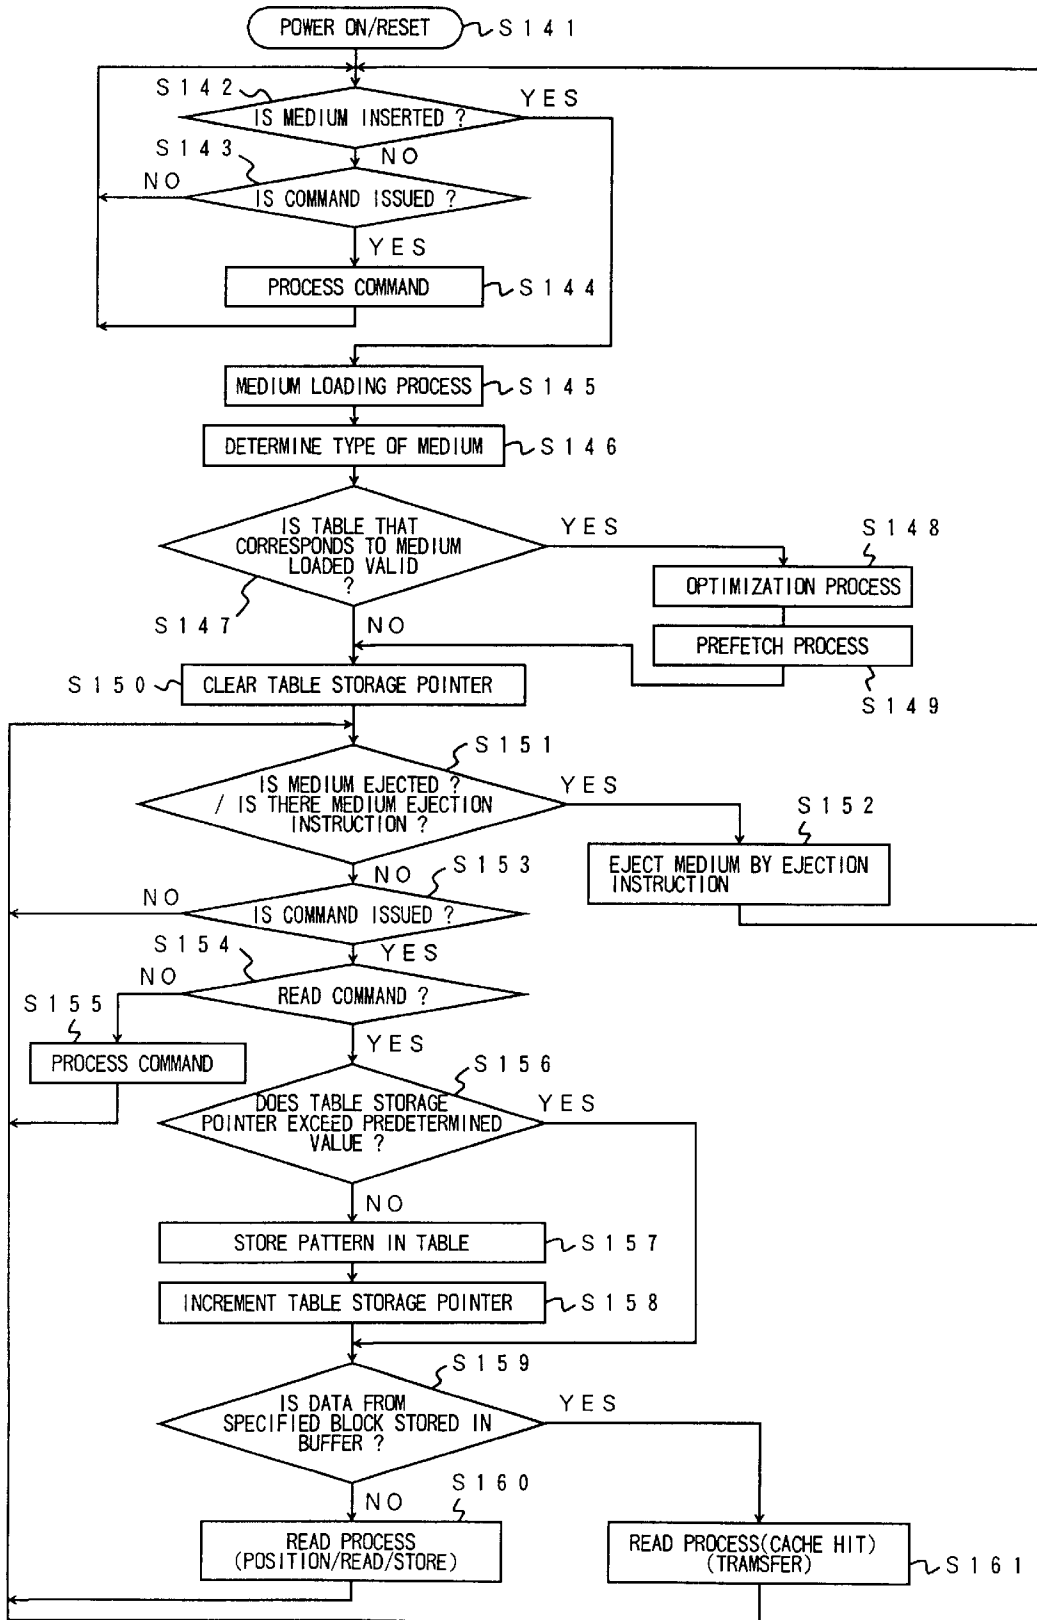 POWER ON/RESET
S141
S142
IS MEDIUM INSERTED ?
YES
NO
S143
NO
IS COMMAND ISSUED ?
YES
PROCESS COMMAND
S144
MEDIUM LOADING PROCESS
S145
DETERMINE TYPE OF MEDIUM
S146
IS TABLE THAT
CORRESPONDS TO MEDIUM
LOADED VALID
?
YES
S147
NO
S148
OPTIMIZATION PROCESS
PREFETCH PROCESS
S149
S150
CLEAR TABLE STORAGE POINTER
S151
IS MEDIUM EJECTED ?
/ IS THERE MEDIUM EJECTION
INSTRUCTION ?
YES
S152
EJECT MEDIUM BY EJECTION
INSTRUCTION
NO
S153
NO
IS COMMAND ISSUED ?
YES
S154
NO
READ COMMAND ?
S155
PROCESS COMMAND
YES
S156
DOES TABLE STORAGE
POINTER EXCEED PREDETERMINED
VALUE ?
YES
NO
STORE PATTERN IN TABLE
S157
INCREMENT TABLE STORAGE POINTER
S158
S159
IS DATA FROM
SPECIFIED BLOCK STORED IN
BUFFER ?
YES
NO
S160
READ PROCESS
(POSITION/READ/STORE)
READ PROCESS(CACHE HIT)
(TRAMSFER)
S161